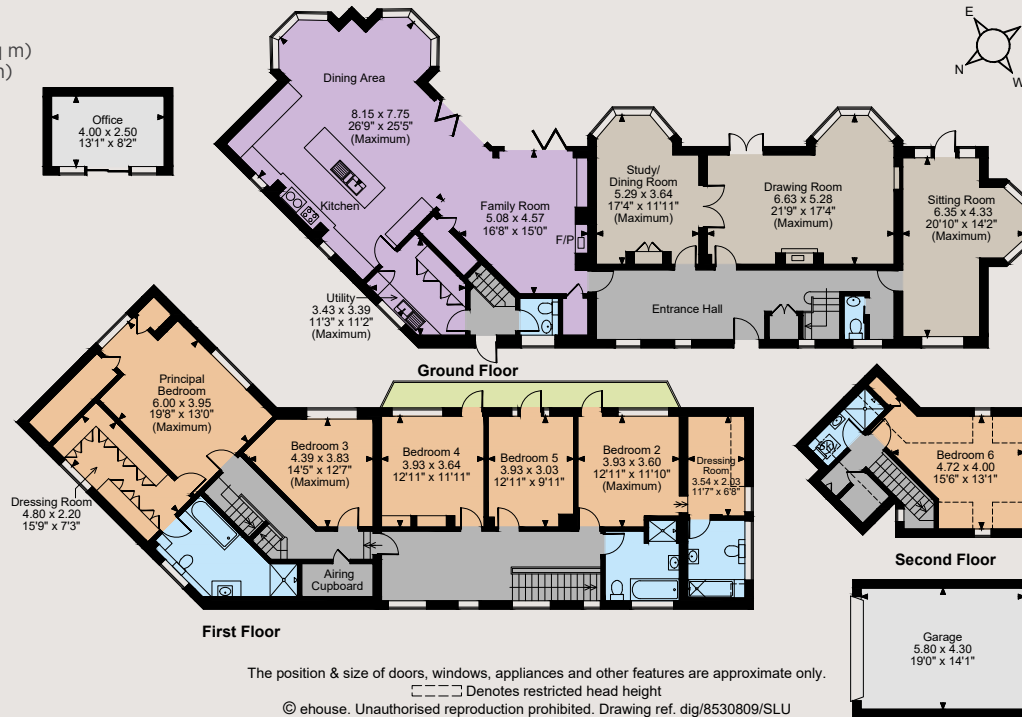 m)
)
E
N
W
Office
4.00 x 2.50
13'1" x 8'2"
Dining Area
8.15 x 7.75
26'9" x 25'5"
(Maximum)
Kitchen
Family Room
5.08 x 4.57
16'8" x 15'0"
F/P
Utility
3.43 x 3.39
11'3" x 11'2"
(Maximum)
Study/
Dining Room
5.29 x 3.64
17'4" x 11'11"
(Maximum)
Drawing Room
6.63 x 5.28
21'9" x 17'4"
(Maximum)
Sitting Room
6.35 x 4.33
20'10" x 14'2"
(Maximum)
Entrance Hall
Ground Floor
Principal
Bedroom
6.00 x 3.95
19'8" x 13'0"
(Maximum)
Dressing Room
4.80 x 2.20
15'9" x 7'3"
Bedroom 3
4.39 x 3.83
14'5" x 12'7"
(Maximum)
Bedroom 4
3.93 x 3.64
12'11" x 11'11"
Bedroom 5
3.93 x 3.03
12'11" x 9'11"
Bedroom 2
3.93 x 3.60
12'11" x 11'10"
(Maximum)
Dressing
Room
3.54 x 2.03
11'7" x 6'8"
Airing
Cupboard
First Floor
Bedroom 6
4.72 x 4.00
15'6" x 13'1"
Second Floor
Garage
5.80 x 4.30
19'0" x 14'1"
The position & size of doors, windows, appliances and other features are approximate only.
Denotes restricted head height
© ehouse. Unauthorised reproduction prohibited. Drawing ref. dig/8530809/SLU